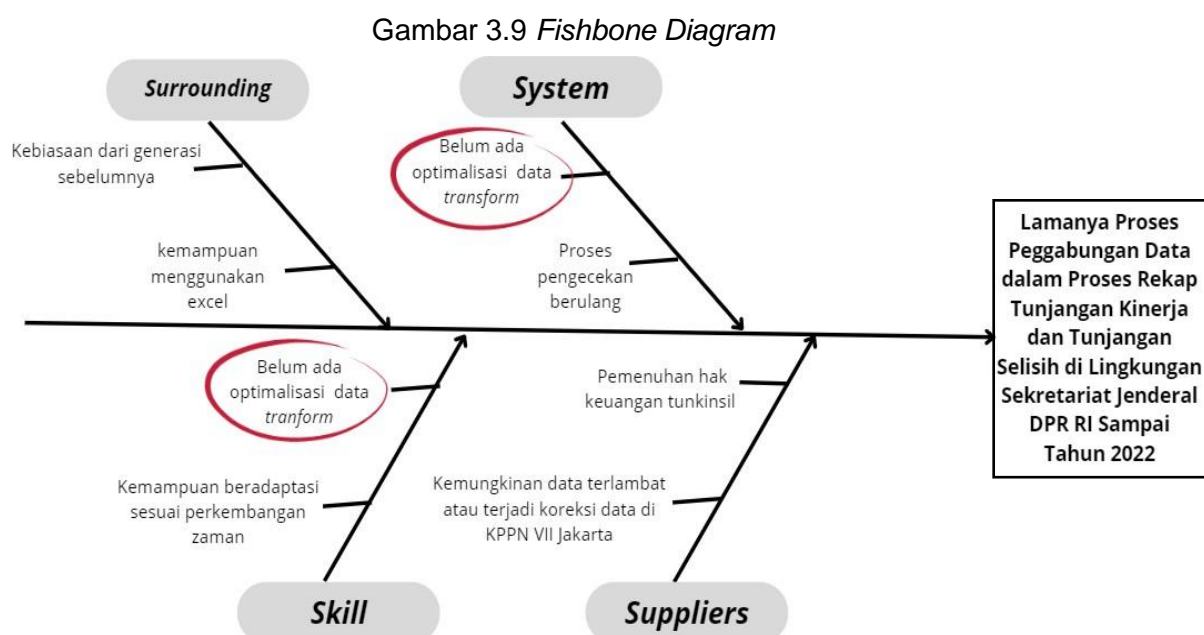 Gambar 3.9 Fishbone Diagram
Surrounding
System
Kebiasaan dari generasi
sebelumnya
Belum ada
optimalisasi data
transform
kemampuan
menggunakan
excel
Proses
pengecekan
berulang
Lamanya Proses
Peggabungan Data
dalam Proses Rekap
Tunjangan Kinerja
dan Tunjangan
Selisih di Lingkungan
Sekretariat Jenderal
DPR RI Sampai
Tahun 2022
Belum ada
optimalisasi data
tranform
Pemenuhan hak
keuangan tunkinsil
Kemampuan beradaptasi
sesuai perkembangan
zaman
Kemungkinan data terlambat
atau terjadi koreksi data di
KPPN VII Jakarta
Skill
Suppliers